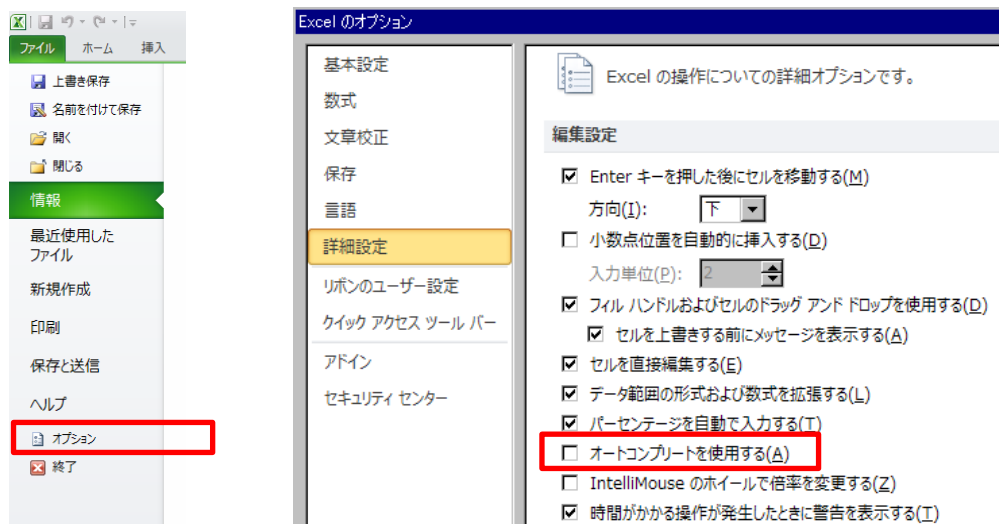 ファイル ホーム 挿入
上書き保存
名前を付けて保存
開く
閉じる
情報
最近使用した
ファイル
新規作成
印刷
保存と送信
ヘルプ
オプション
終了
Excel のオプション
基本設定
数式
文章校正
保存
言語
詳細設定
リボンのユーザー設定
クイック アクセス ツール バー
アドイン
セキュリティ センター
Excel の操作についての詳細オプションです。
編集設定
Enter キーを押した後にセルを移動する(M)
方向(I): 下
小数点位置を自動的に挿入する(D)
入力単位(P): 2
フィル ハンドルおよびセルのドラッグ アンド ドロップを使用する(D)
セルを上書きする前にメッセージを表示する(A)
セルを直接編集する(E)
データ範囲の形式および数式を拡張する(L)
パーセンテージを自動で入力する(T)
オートコンプリートを使用する(A)
IntelliMouse のホイールで倍率を変更する(Z)
時間がかかる操作が発生したときに警告を表示する(T)